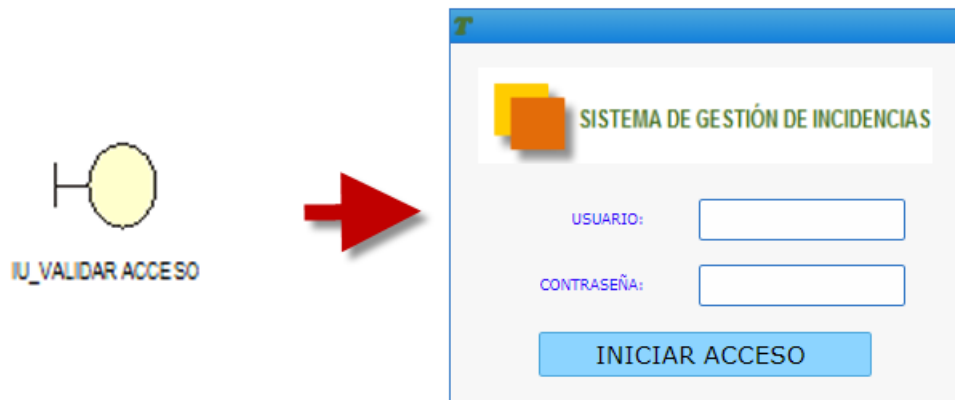 T
SISTEMA DE GESTIÓN DE INCIDENCIAS
IU_VALIDAR ACCESO
USUARIO:
CONTRASEÑA:
INICIAR ACCESO